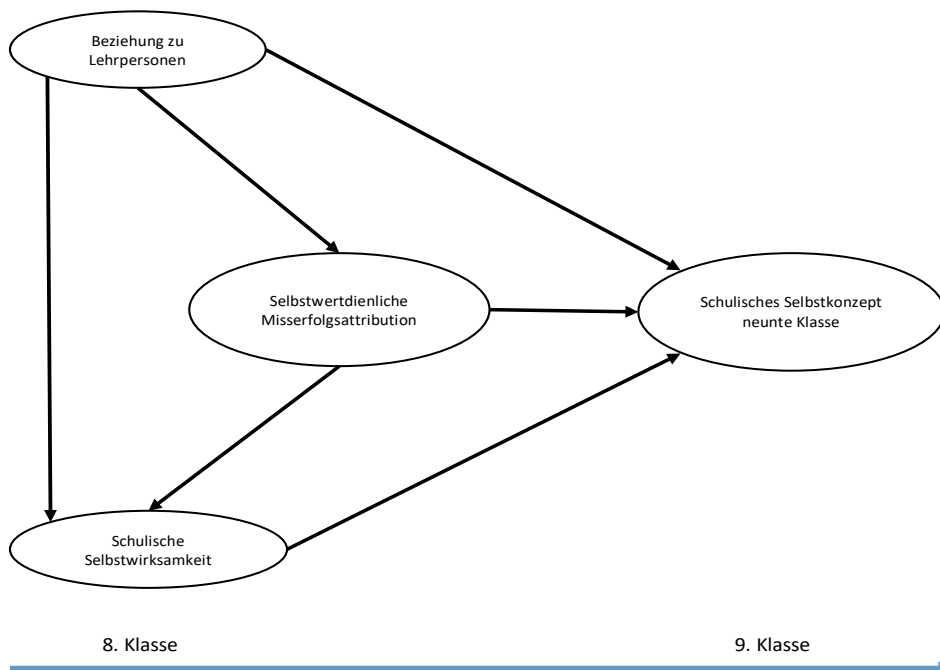 Beziehung zu
Lehrpersonen
Selbstwertdienliche
Misserfolgsattribution
Schulisches Selbstkonzept
neunte Klasse
Schulische
Selbstwirksamkeit
8. Klasse
9. Klasse